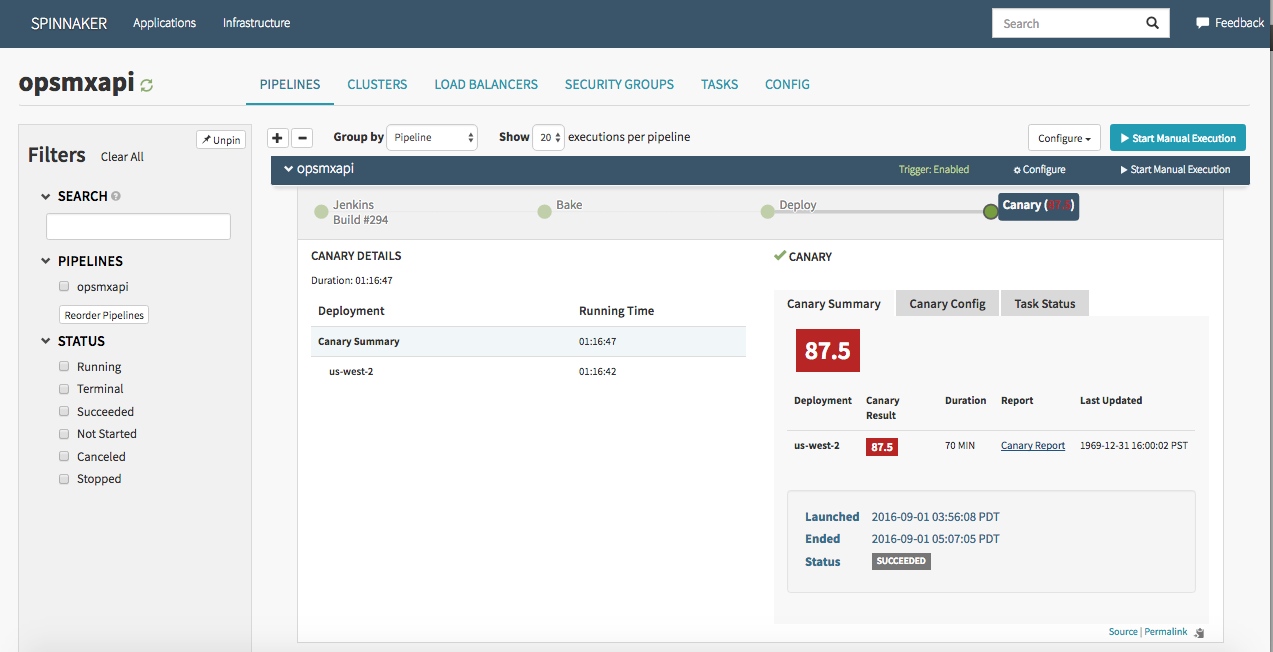 SPINNAKER Applications Infrastructure Search Feedback
opsmxapi
PIPELINES CLUSTERS LOAD BALANCERS SECURITY GROUPS TASKS CONFIG
Unpin
Filters Clear All
SEARCH
PIPELINES
opsmxapi
Reorder Pipelines
STATUS
Running
Terminal
Succeeded
Not Started
Canceled
Stopped
Group by Pipeline Show 20 executions per pipeline Configure Start Manual Execution
opsmxapi Trigger: Enabled Configure Start Manual Execution
Jenkins
Build #294
Bake
Deploy
Canary (87.5)
CANARY DETAILS
Duration: 01:16:47
Deployment Running Time
Canary Summary 01:16:47
us-west-2 01:16:42
CANARY
Canary Summary Canary Config Task Status
87.5
Deployment Canary Result Duration Report Last Updated
us-west-2 87.5 70 MIN Canary Report 1969-12-31 16:00:02 PST
Launched 2016-09-01 03:56:08 PDT
Ended 2016-09-01 05:07:05 PDT
Status SUCCEEDED
Source | Permalink